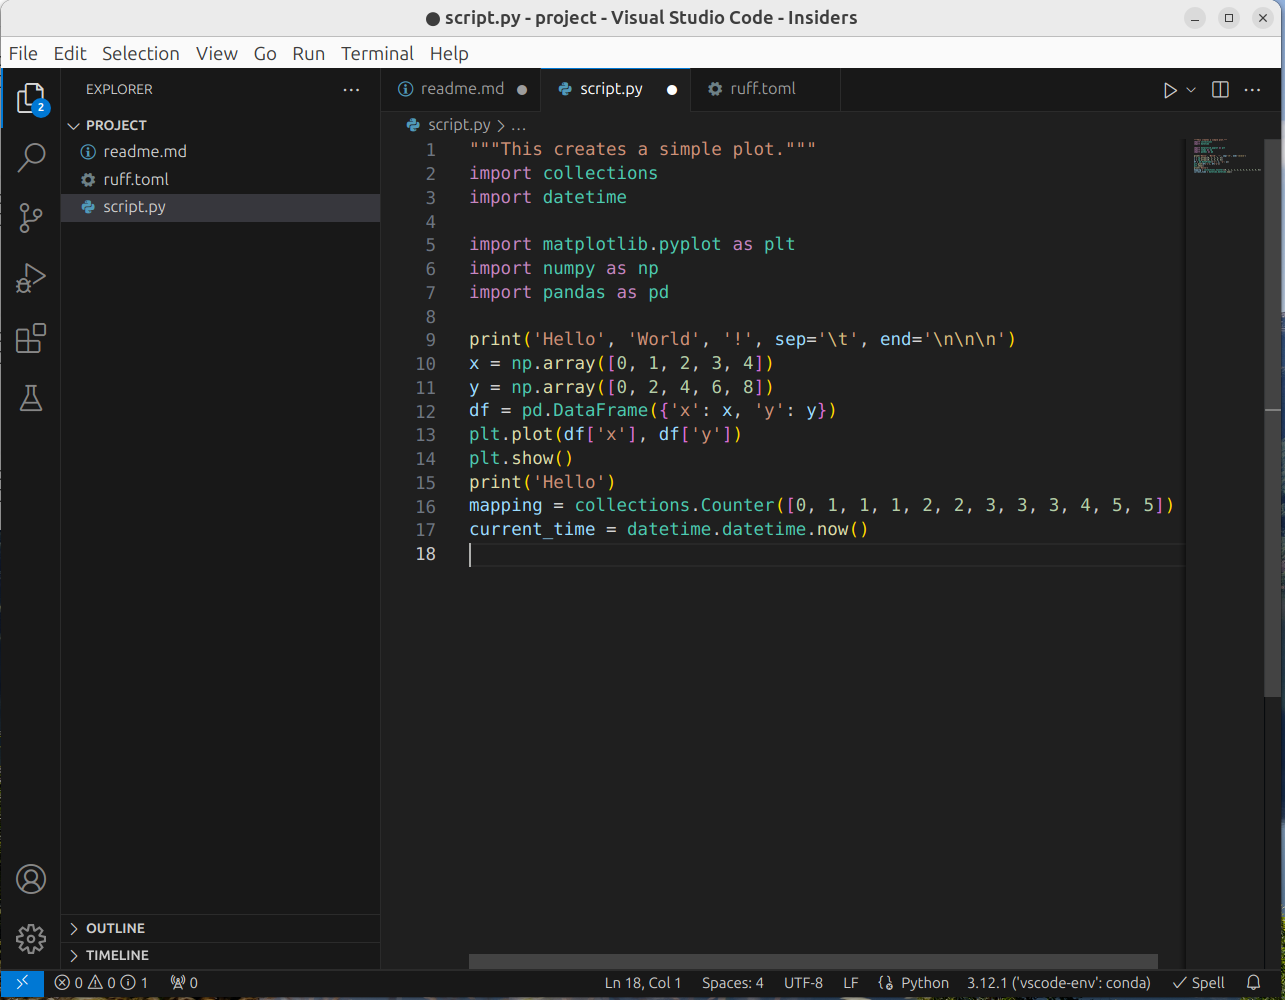 script.py - project - Visual Studio Code - Insiders
File Edit Selection View Go Run Terminal Help
2
EXPLORER
PROJECT
readme.md
ruff.toml
script.py
OUTLINE
TIMELINE
readme.md script.py ruff.toml
script.py > ...
1 """This creates a simple plot."""
2 import collections
3 import datetime
4
5 import matplotlib.pyplot as plt
6 import numpy as np
7 import pandas as pd
8
9 print('Hello', 'World', '!', sep='\t', end='\n\n\n')
10 x = np.array([0, 1, 2, 3, 4])
11 y = np.array([0, 2, 4, 6, 8])
12 df = pd.DataFrame({'x': x, 'y': y})
13 plt.plot(df['x'], df['y'])
14 plt.show()
15 print('Hello')
16 mapping = collections.Counter([0, 1, 1, 1, 2, 2, 3, 3, 3, 4, 5, 5])
17 current_time = datetime.datetime.now()
18
0 0 1 0 Ln 18, Col 1 Spaces: 4 UTF-8 LF Python 3.12.1 ('vscode-env': conda) Spell